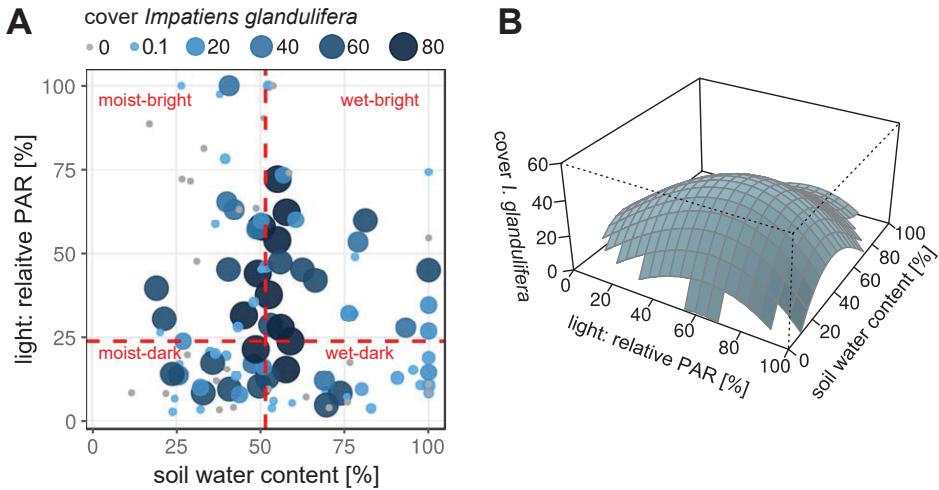 A
cover Impatiens glandulifera
0 0.1 20 40 60 80
100
75
50
25
0
light: relaitve PAR [%]
moist-bright
wet-bright
moist-dark
wet-dark
0 25 50 75 100
soil water content [%]
B
60
40
20
0
cover I. glandulifera
0 20 40 60 80 100
light: relative PAR [%]
0 20 40 60 80 100
soil water content [%]